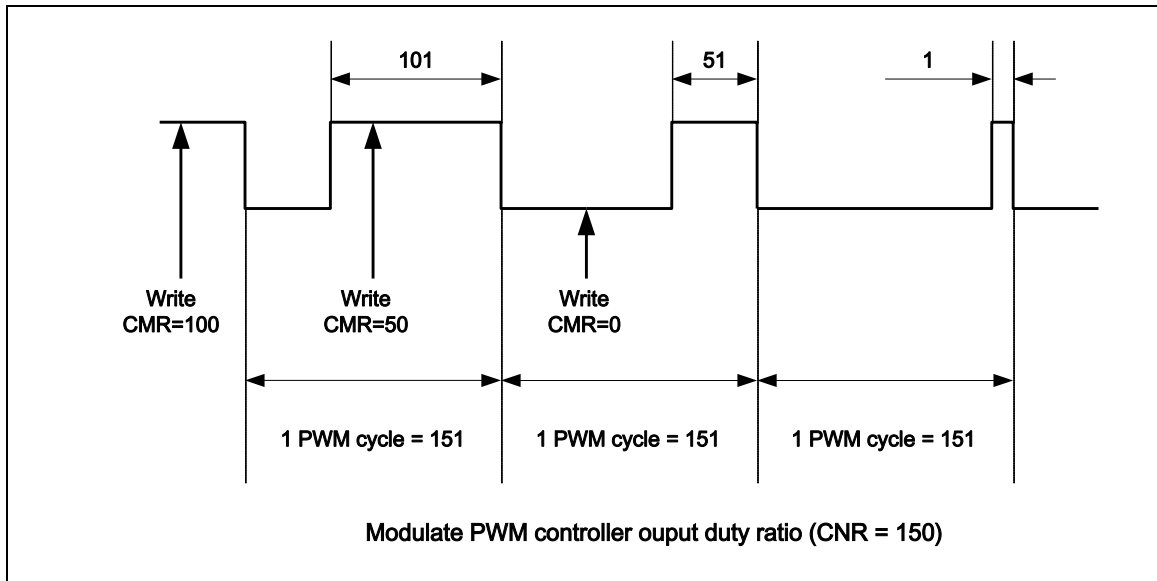 101
51
1
Write
CMR=100
Write
CMR=50
Write
CMR=0
1 PWM cycle = 151
1 PWM cycle = 151
1 PWM cycle = 151
Modulate PWM controller ouput duty ratio (CNR = 150)